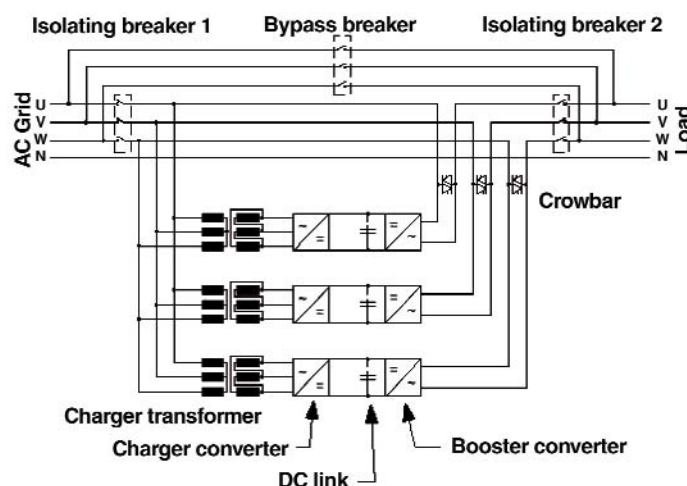 Isolating breaker 1
Bypass breaker
Isolating breaker 2
AC Grid
U
V
W
N
U
V
W
N
Load
Crowbar
~
=
=
~
~
=
=
~
~
=
=
~
Charger transformer
Charger converter
DC link
Booster converter